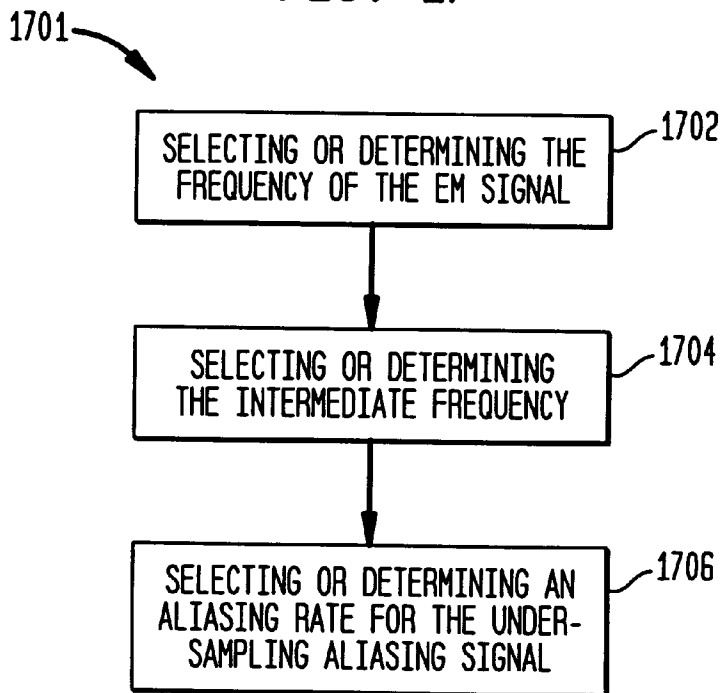 1701
1702
SELECTING OR DETERMINING THE
FREQUENCY OF THE EM SIGNAL
1704
SELECTING OR DETERMINING
THE INTERMEDIATE FREQUENCY
1706
SELECTING OR DETERMINING AN
ALIASING RATE FOR THE UNDER-
SAMPLING ALIASING SIGNAL